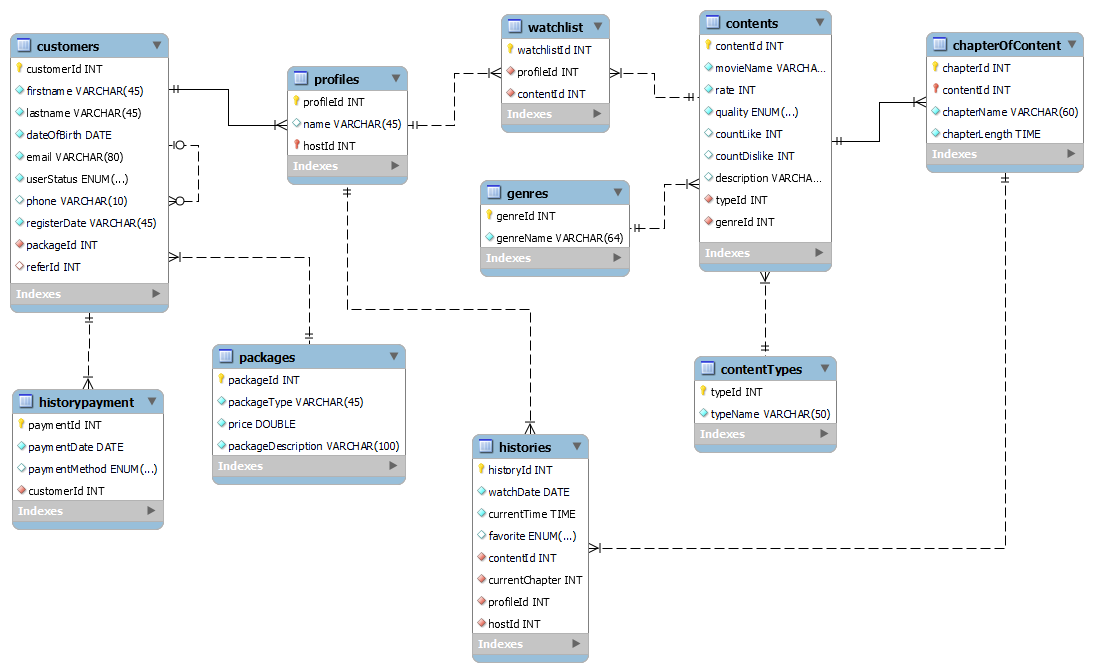 customers
customerId INT
firstname VARCHAR(45)
lastname VARCHAR(45)
dateOfBirth DATE
email VARCHAR(80)
userStatus ENUM(...)
phone VARCHAR(10)
registerDate VARCHAR(45)
packageId INT
referId INT
Indexes
profiles
profileId INT
name VARCHAR(45)
hostId INT
Indexes
watchlist
watchlistId INT
profileId INT
contentId INT
Indexes
contents
contentId INT
movieName VARCHA...
rate INT
quality ENUM(...)
countLike INT
countDislike INT
description VARCHA...
typeId INT
genreId INT
Indexes
chapterOfContent
chapterId INT
contentId INT
chapterName VARCHAR(60)
chapterLength TIME
Indexes
genres
genreId INT
genreName VARCHAR(64)
Indexes
historypayment
paymentId INT
paymentDate DATE
paymentMethod ENUM(...)
customerId INT
Indexes
packages
packageId INT
packageType VARCHAR(45)
price DOUBLE
packageDescription VARCHAR(100)
Indexes
contentTypes
typeId INT
typeName VARCHAR(50)
Indexes
histories
historyId INT
watchDate DATE
currentTime TIME
favorite ENUM(...)
contentId INT
currentChapter INT
profileId INT
hostId INT
Indexes